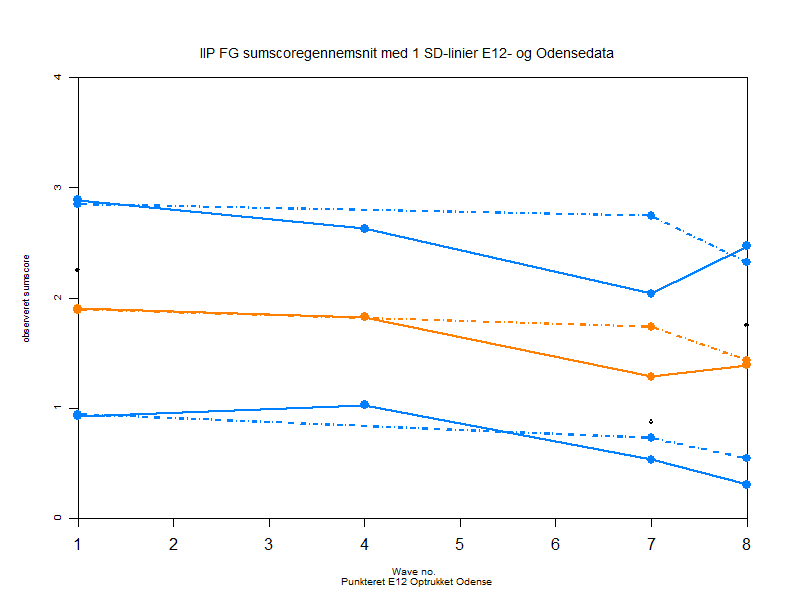 IIP FG sumscoregennemsnit med 1 SD-linier E12- og Odensedata
4
3
2
1
0
observeret sumscore
1 2 3 4 5 6 7 8
Wave no.
Punkteret E12 Optrukket Odense